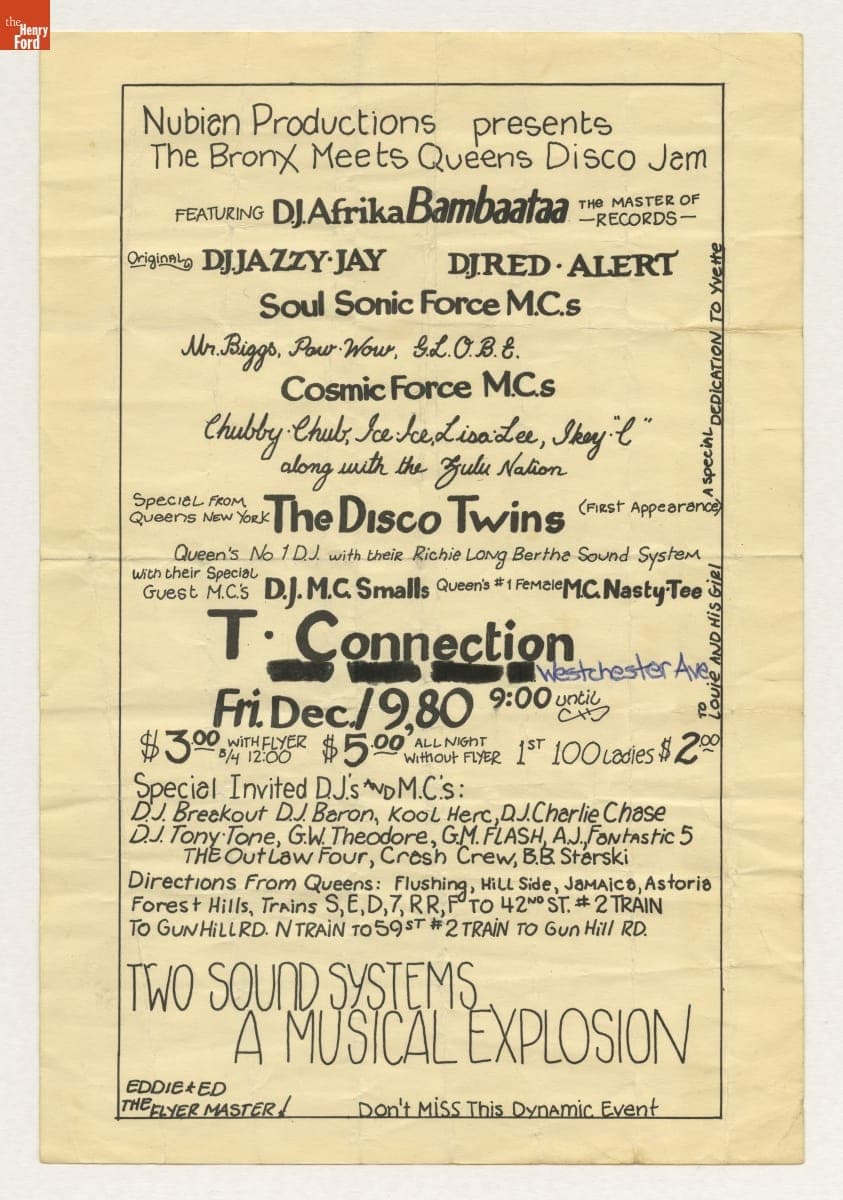 the
Henry
Ford
Nubian Productions presents
The Bronx Meets Queens Disco Jam
FEATURING D.J. Afrika Bambaataa THE MASTER OF
—RECORDS—
Original D.J. JAZZY·JAY DJ RED·ALERT
Soul Sonic Force M.C.s
Mr. Biggs, Pow·Wow, G.L.O.B.E.
Cosmic Force M.C.s
Chubby·Chub, Ice·Ice, Lisa·Lee, Ikey "C"
along with the Zulu Nation
Special FROM
Queens New York The Disco Twins (First Appearance)
Queen's No 1 D.J. with their Richie Long Bertha Sound System
with their Special
Guest M.C.'s D.J. M.C. Smalls Queen's #1 Female M.C. Nasty·Tee
T·Connection
Westchester Ave
Fri. Dec. 19, 80 9:00 until
$3.00 WITH FLYER
B/4 12:00 $5.00 ALL NIGHT
without FLYER 1ST 100 Ladies $2.00
Special Invited D.J.'s AND M.C.'s:
D.J. Breakout D.J. Baron, Kool Herc, D.J. Charlie Chase
D.J. Tony·Tone, G.W. Theodore, G.M. FLASH, A.J., Fantastic 5
THE OutLaw Four, Crash Crew, B.B. Starski
Directions From Queens: Flushing, Hill Side, Jamaica, Astoria
Forest Hills, Trains S, E, D, 7, RR, F TO 42ND ST. #2 TRAIN
TO GUN HILL RD. N TRAIN TO 59ST #2 TRAIN TO Gun Hill RD.
TWO SOUND SYSTEMS
A MUSICAL EXPLOSION
EDDIE & ED
THE FLYER MASTER!
Don't MISS This Dynamic Event
A Special DEDICATION TO Yvette
TO Louie AND HIS GIRL